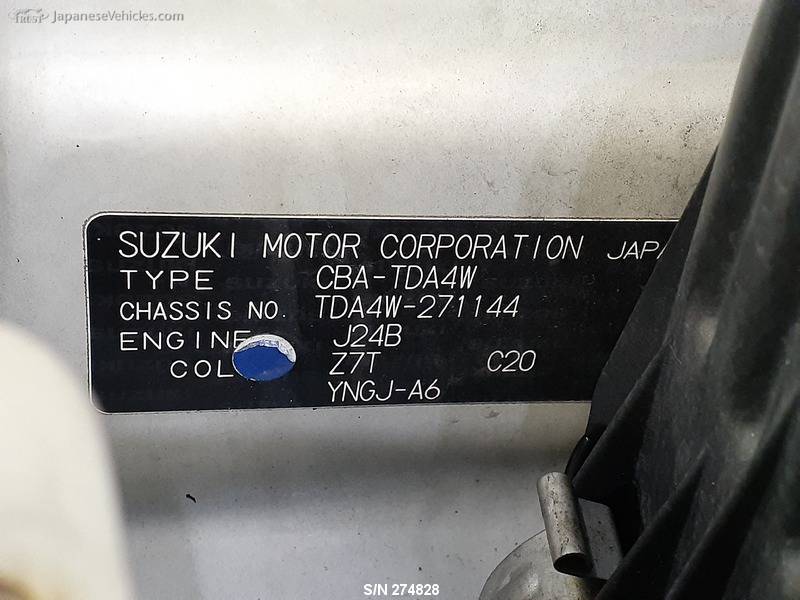 TRUST JapaneseVehicles.com
SUZUKI MOTOR CORPORATION
TYPE CBA-TDA4W
CHASSIS NO. TDA4W-271144
ENGINE J24B
COL Z7T C20
YNGJ-A6
S/N 274828